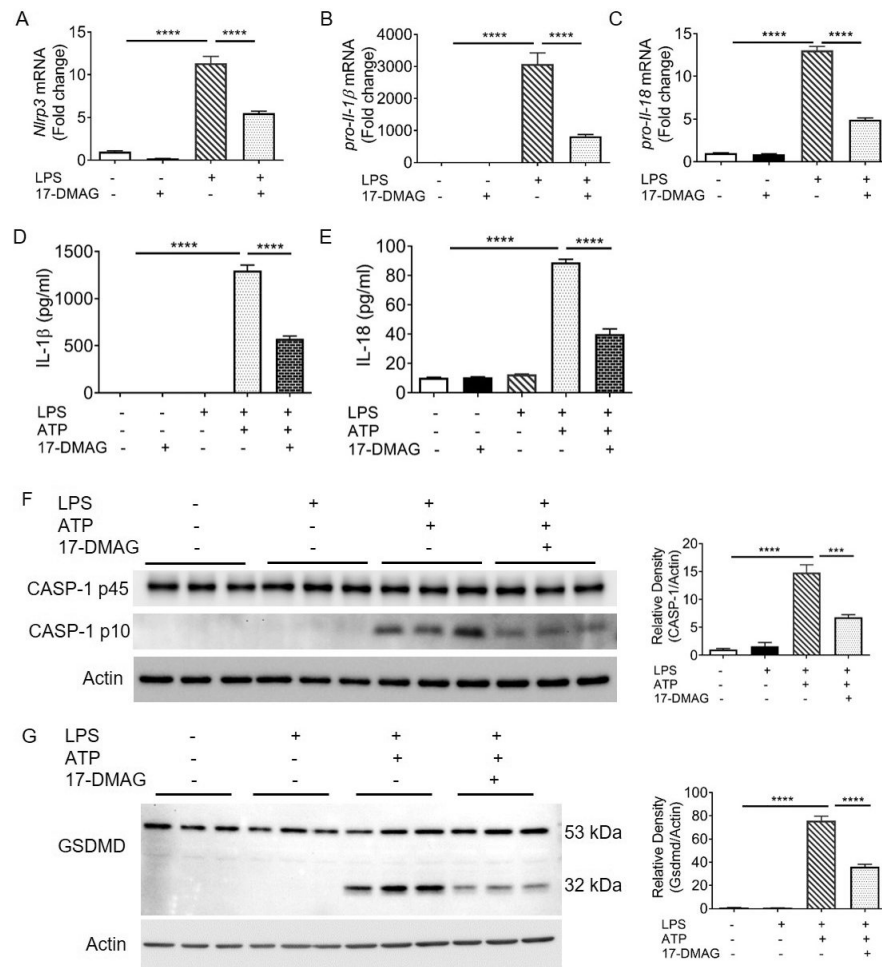 A
Nlrp3 mRNA
(Fold change)
15
10
5
0
**** ****
LPS - - + +
17-DMAG - + - +
B
pro-Il-1β mRNA
(Fold change)
4000
3000
2000
1000
0
**** ****
LPS - - + +
17-DMAG - + - +
C
pro-Il-18 mRNA
(Fold change)
15
10
5
0
**** ****
LPS - - + +
17-DMAG - + - +
D
IL-1β (pg/ml)
1500
1000
500
0
**** ****
LPS - - + + +
ATP - - - + +
17-DMAG - + - - +
E
IL-18 (pg/ml)
100
80
60
40
20
0
**** ****
LPS - - + + +
ATP - - - + +
17-DMAG - + - - +
F
LPS - + + +
ATP - - + +
17-DMAG - - - +
CASP-1 p45
CASP-1 p10
Actin
Relative Density
(CASP-1/Actin)
20
15
10
5
0
**** ***
LPS - + + +
ATP - - + +
17-DMAG - - - +
G
LPS - + + +
ATP - - + +
17-DMAG - - - +
GSDMD
53 kDa
32 kDa
Actin
Relative Density
(Gsdmd/Actin)
100
80
60
40
20
0
**** ****
LPS - + + +
ATP - - + +
17-DMAG - - - +